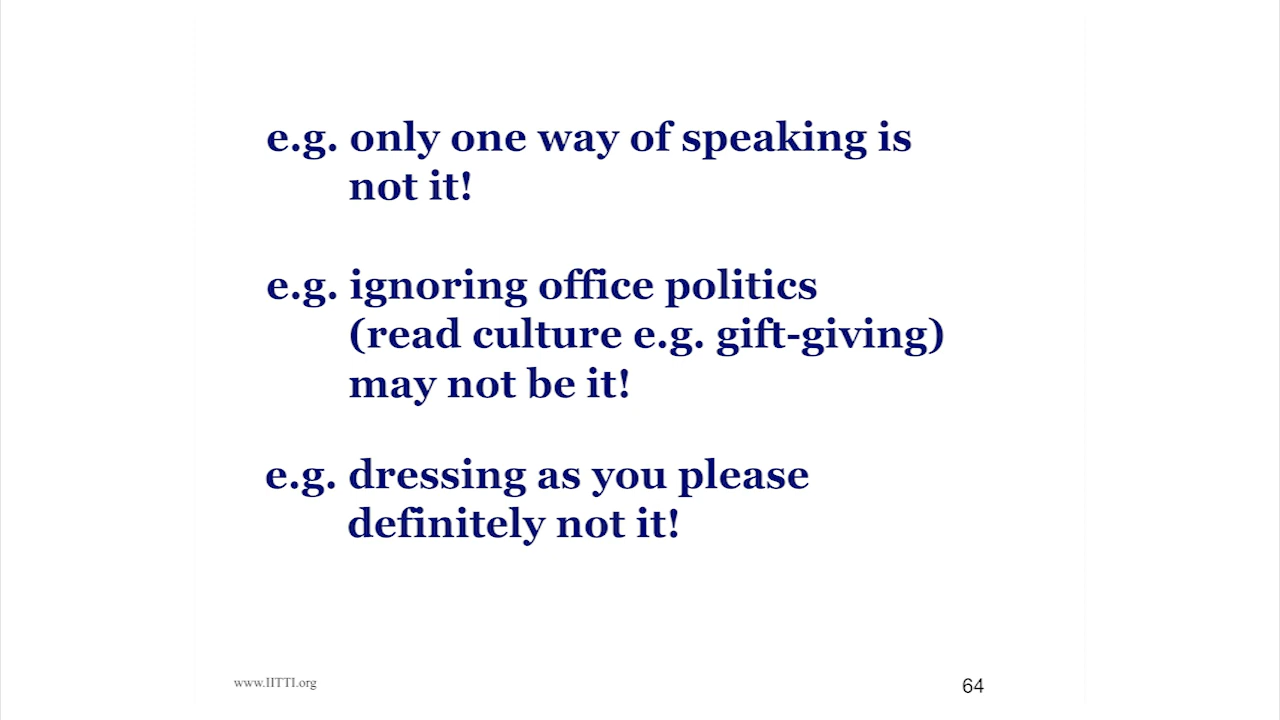 e.g. only one way of speaking is
not it!
e.g. ignoring office politics
(read culture e.g. gift-giving)
may not be it!
e.g. dressing as you please
definitely not it!
www.IITTI.org
64